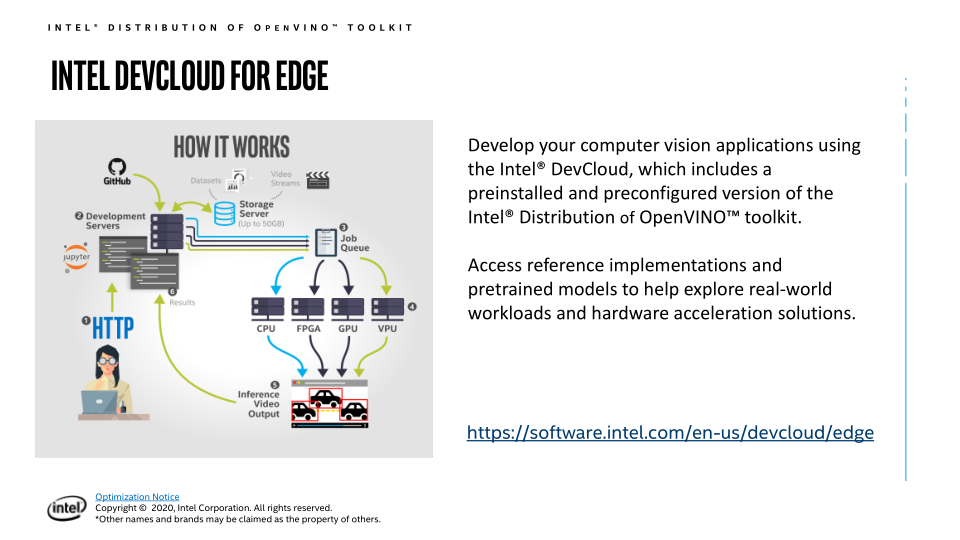 INTEL® DISTRIBUTION OF OPENVINO™ TOOLKIT
INTEL DEVCLOUD FOR EDGE
HOW IT WORKS
GitHub
Datasets
Video
Streams
Storage
Server
(Up to 50GB)
2 Development
Servers
jupyter
3
Job
Queue
6
Results
1 HTTP
CPU
FPGA
GPU
VPU
4
5
Inference
Video
Output
Develop your computer vision applications using
the Intel® DevCloud, which includes a
preinstalled and preconfigured version of the
Intel® Distribution of OpenVINO™ toolkit.
Access reference implementations and
pretrained models to help explore real-world
workloads and hardware acceleration solutions.
https://software.intel.com/en-us/devcloud/edge
intel
Optimization Notice
Copyright © 2020, Intel Corporation. All rights reserved.
*Other names and brands may be claimed as the property of others.